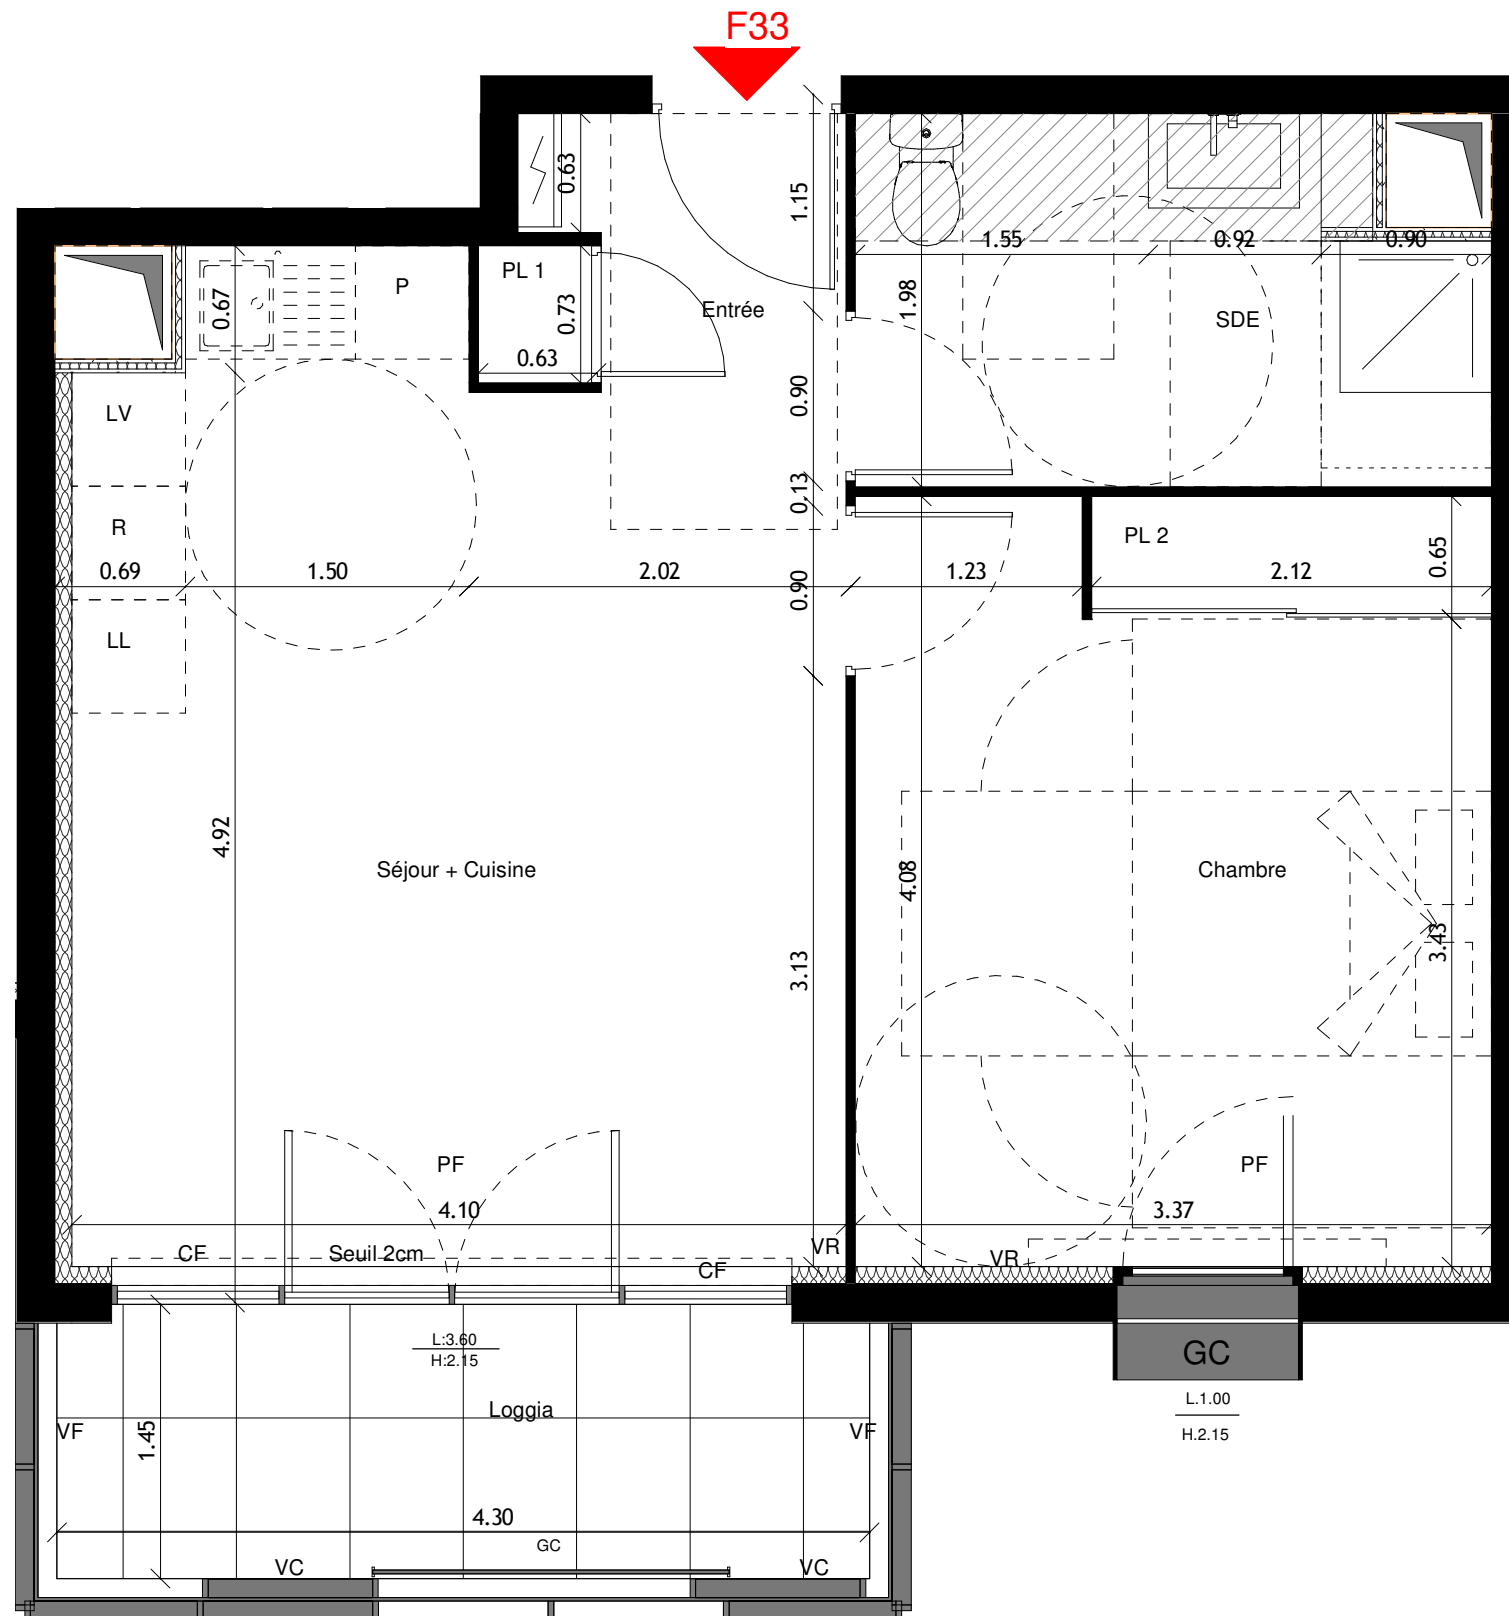 F33
0.63
1.15
PL 1
0.67
P
0.73
0.63
Entrée
1.98
1.55
0.92
0.90
SDE
LV
0.90
0.13
R
PL 2
0.65
0.69
1.50
2.02
0.90
1.23
2.12
LL
4.92
Séjour + Cuisine
4.08
Chambre
3.43
3.13
PF
PF
4.10
3.37
CF
Seuil 2cm
CF
VR
VR
L:3.60
H:2.15
GC
L.1.00
H.2.15
Loggia
VF
1.45
VF
4.30
GC
VC
VC